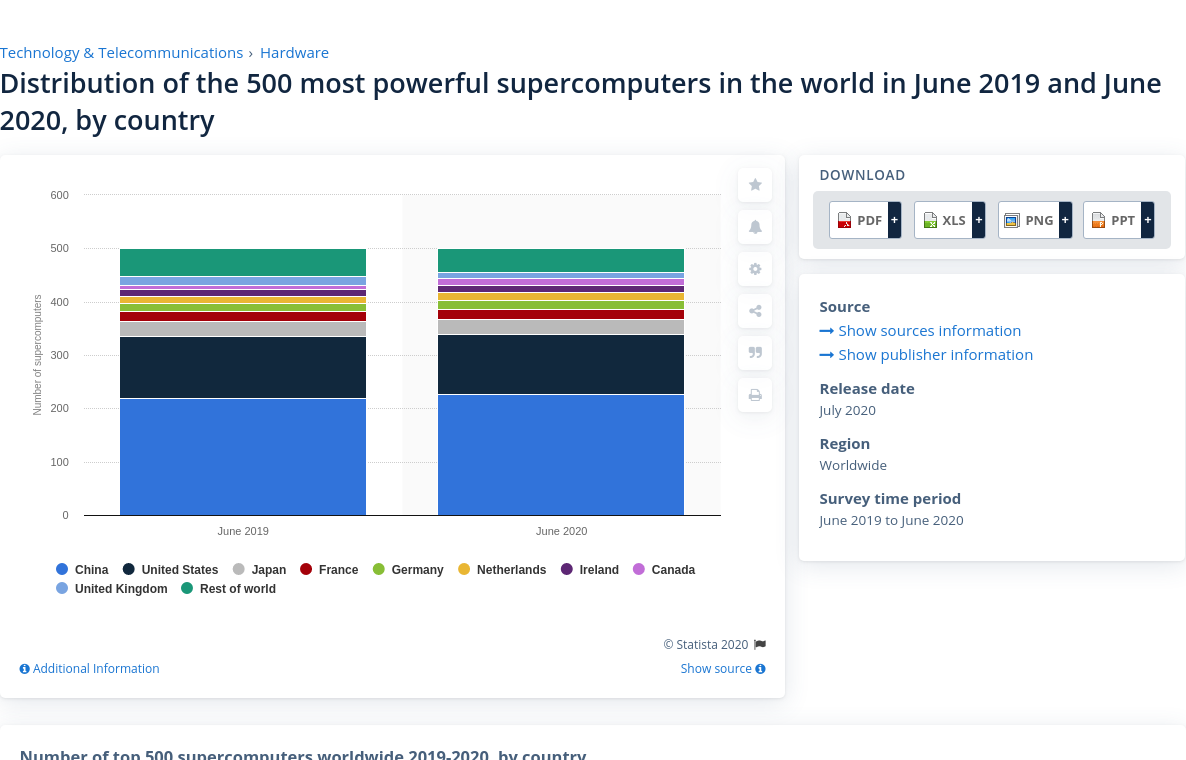 Technology & Telecommunications › Hardware
Distribution of the 500 most powerful supercomputers in the world in June 2019 and June
2020, by country
600
500
400
300
200
100
0
Number of supercomputers
June 2019
June 2020
China
United States
Japan
France
Germany
Netherlands
Ireland
Canada
United Kingdom
Rest of world
© Statista 2020
Additional Information
Show source
DOWNLOAD
PDF +
XLS +
PNG +
PPT +
Source
Show sources information
Show publisher information
Release date
July 2020
Region
Worldwide
Survey time period
June 2019 to June 2020
Number of top 500 supercomputers worldwide 2019-2020, by country